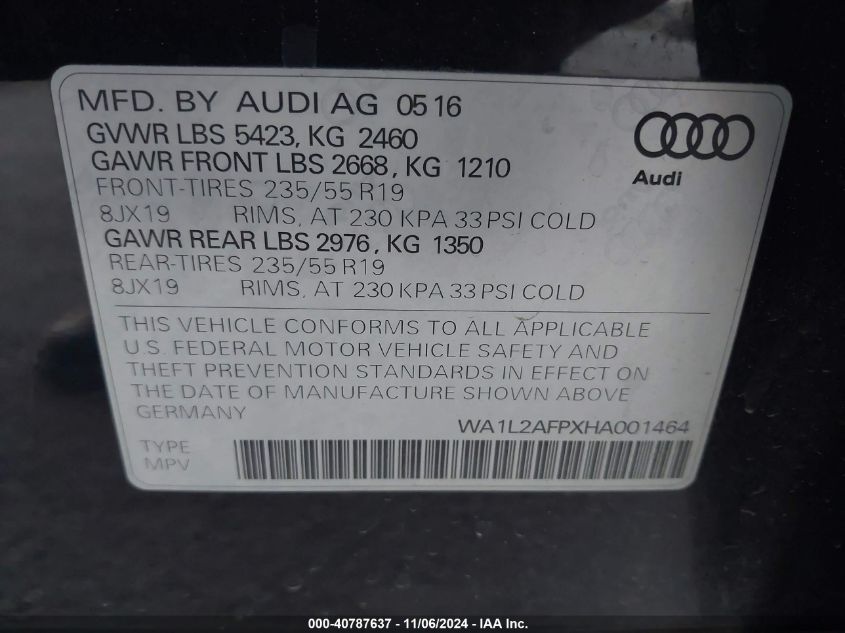 MFD. BY AUDI AG 05 16
GVWR LBS 5423, KG 2460
GAWR FRONT LBS 2668, KG 1210
FRONT-TIRES 235/55 R19
8JX19 RIMS, AT 230 KPA 33 PSI COLD
GAWR REAR LBS 2976, KG 1350
REAR-TIRES 235/55 R19
8JX19 RIMS, AT 230 KPA 33 PSI COLD
Audi
THIS VEHICLE CONFORMS TO ALL APPLICABLE
U.S. FEDERAL MOTOR VEHICLE SAFETY AND
THEFT PREVENTION STANDARDS IN EFFECT ON
THE DATE OF MANUFACTURE SHOWN ABOVE
GERMANY
WA1L2AFPXHA001464
TYPE
MPV
000-40787637 - 11/06/2024 - IAA Inc.